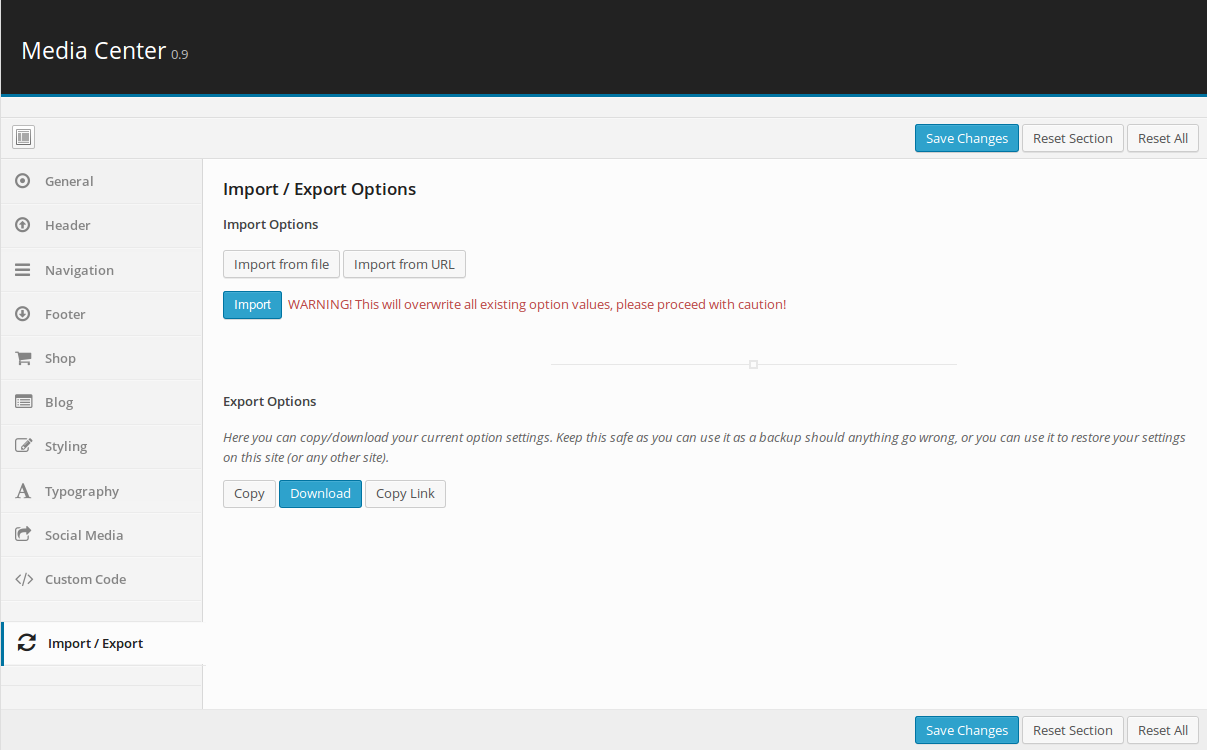 Media Center 0.9
Save Changes Reset Section Reset All
General
Header
Navigation
Footer
Shop
Blog
Styling
Typography
Social Media
Custom Code
Import / Export
Import / Export Options
Import Options
Import from file Import from URL
Import WARNING! This will overwrite all existing option values, please proceed with caution!
Export Options
Here you can copy/download your current option settings. Keep this safe as you can use it as a backup should anything go wrong, or you can use it to restore your settings
on this site (or any other site).
Copy Download Copy Link
Save Changes Reset Section Reset All